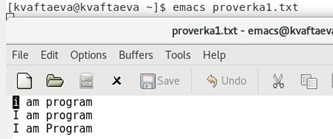 [kvaftaeva@kvaftaeva ~]$ emacs proverka1.txt
proverka1.txt - emacs@kvaftaeva
File Edit Options Buffers Tools Help
Save Undo
i am program
I am program
I am Program